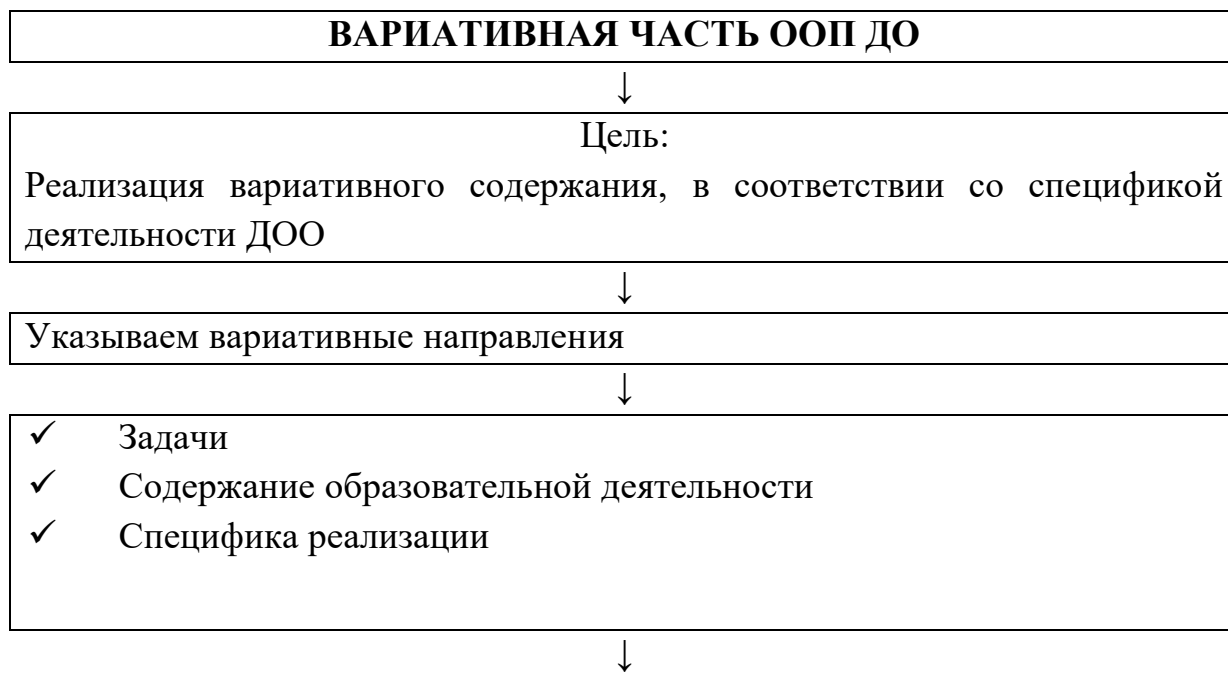 ВАРИАТИВНАЯ ЧАСТЬ ООП ДО
↓
Цель:
Реализация вариативного содержания, в соответствии со спецификой
деятельности ДОО
↓
Указываем вариативные направления
↓
✓ Задачи
✓ Содержание образовательной деятельности
✓ Специфика реализации
↓